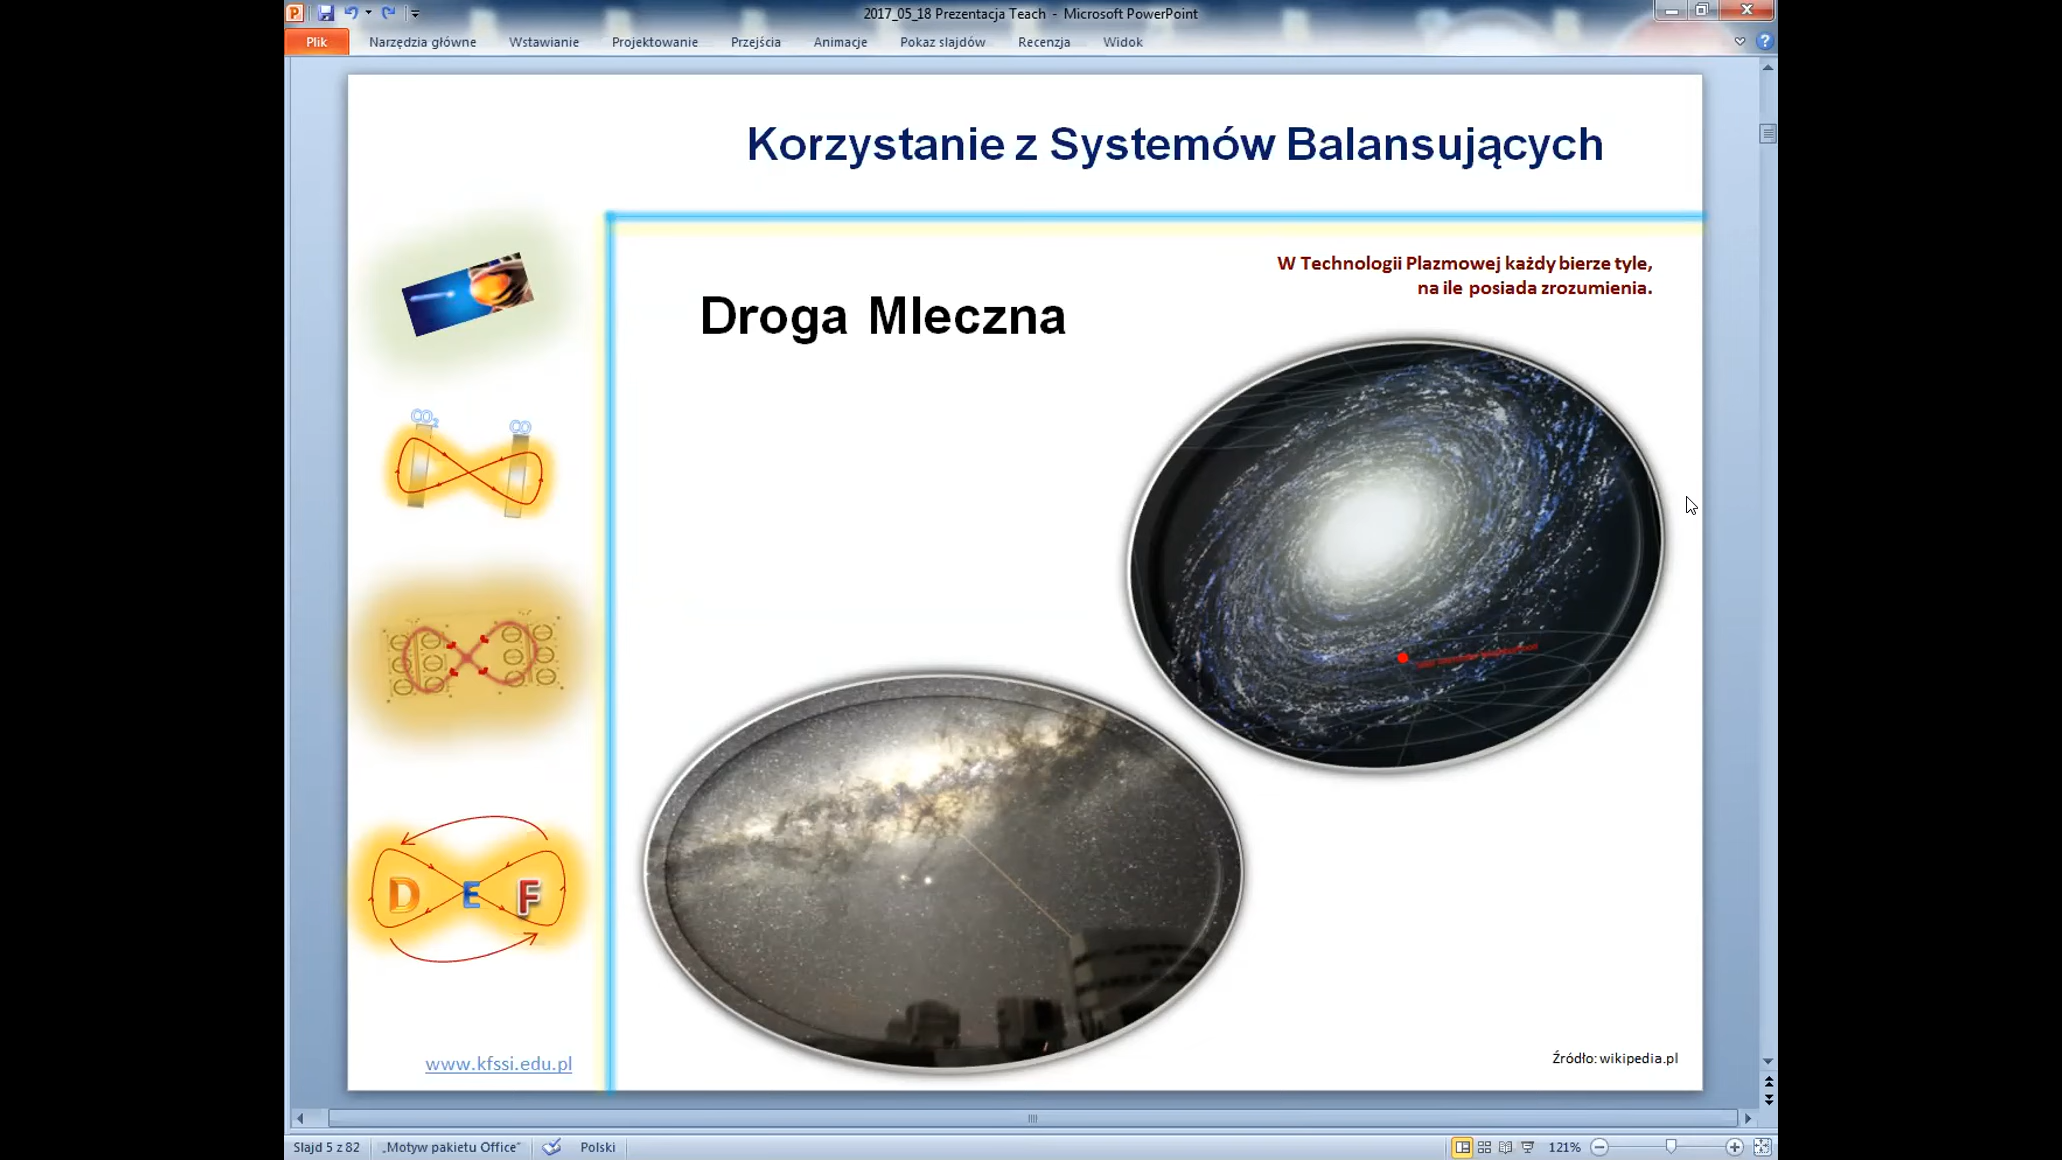 2017_05_18 Prezentacja Teach - Microsoft PowerPoint
Plik Narzędzia główne Wstawianie Projektowanie Przejścia Animacje Pokaz slajdów Recenzja Widok
Korzystanie z Systemów Balansujących
W Technologii Plazmowej każdy bierze tyle,
na ile posiada zrozumienia.
Droga Mleczna
CO2 CO
D E F
www.kfssi.edu.pl
Źródło: wikipedia.pl
Slajd 5 z 82 „Motyw pakietu Office" Polski 121%